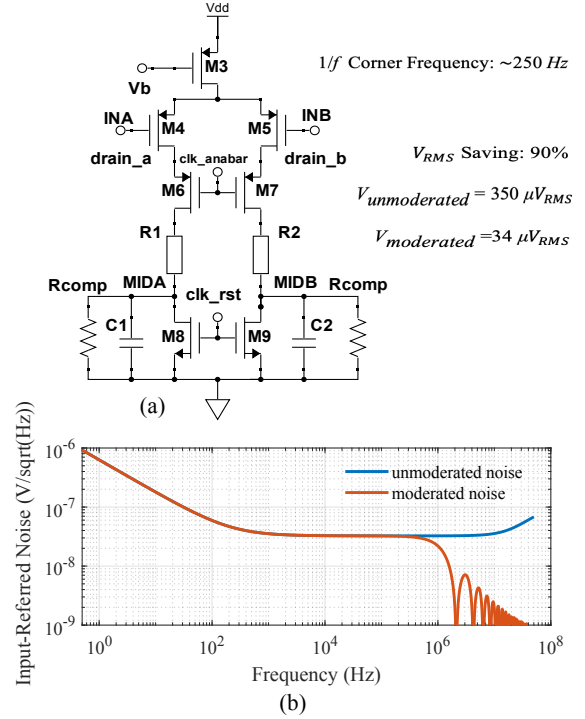 Vdd
M3
Vb
1/f Corner Frequency: ~250 Hz
INA
INB
M4
M5
drain_a
clk_anabar
drain_b
V_RMS Saving: 90%
M6
M7
V_unmoderated = 350 μV_RMS
R1
R2
V_moderated =34 μV_RMS
Rcomp
MIDA
clk_rst
MIDB
Rcomp
C1
M8
M9
C2
(a)
Input-Referred Noise (V/sqrt(Hz))
10^-6
10^-7
10^-8
10^-9
unmoderated noise
moderated noise
10^0
10^2
10^4
10^6
10^8
Frequency (Hz)
(b)